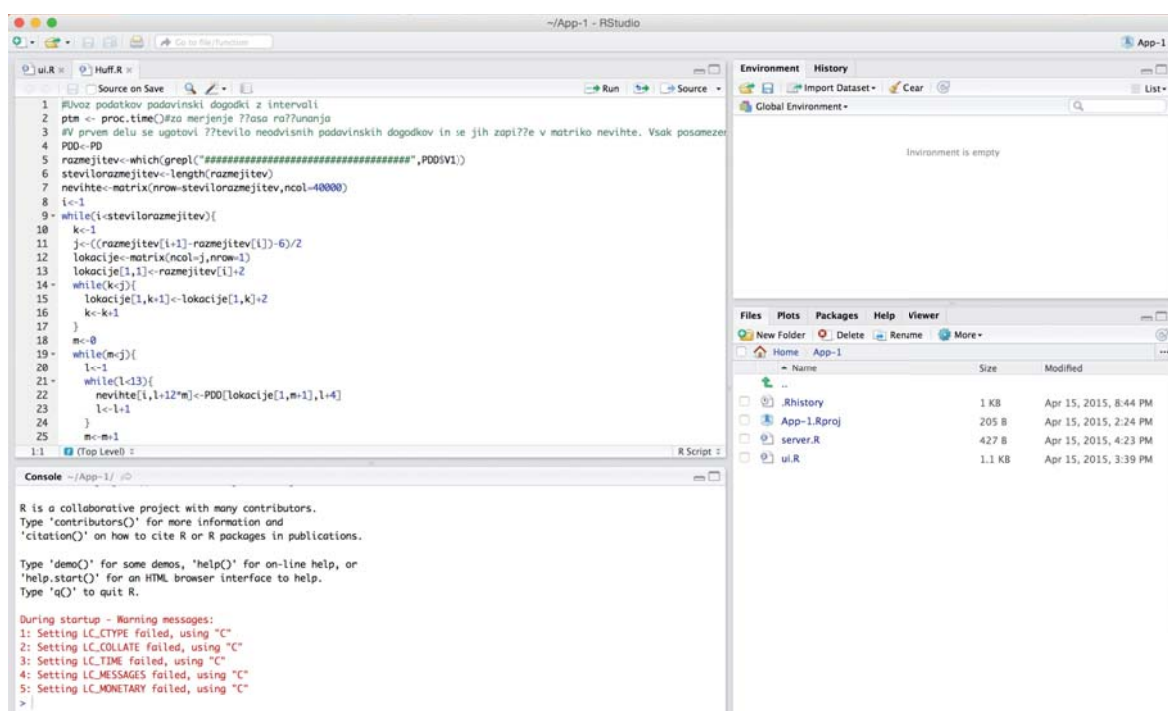 ~/App-1 - RStudio
Go to file/function
App-1
ui.R
Huff.R
Source on Save
Run
Source
1 #Uvoz podatkov padavinski dogodki z intervali
2 ptm <- proc.time()#za merjenje ??asa ra??unanja
3 #V prvem delu se ugotovi ??tevilo neodvisnih padavinskih dogodkov in se jih zapi??e v matriko nevihte. Vsak posamezen
4 PDD<-PD
5 razmejitev<-which(grepl("####################################",PDD$V1))
6 stevilorazmejitev<-length(razmejitev)
7 nevihte<-matrix(nrow=stevilorazmejitev,ncol=40000)
8 i<-1
9 while(i<stevilorazmejitev){
10 k<-1
11 j<-((razmejitev[i+1]-razmejitev[i])-6)/2
12 lokacije<-matrix(ncol=j,nrow=1)
13 lokacije[1,1]<-razmejitev[i]+2
14 while(k<j){
15 lokacije[1,k+1]<-lokacije[1,k]+2
16 k<-k+1
17 }
18 m<-0
19 while(m<j){
20 l<-1
21 while(l<13){
22 nevihte[i,l+12*m]<-PDD[lokacije[1,m+1],l+4]
23 l<-l+1
24 }
25 m<-m+1
1:1 (Top Level) R Script
Console ~/App-1/
R is a collaborative project with many contributors.
Type 'contributors()' for more information and
'citation()' on how to cite R or R packages in publications.
Type 'demo()' for some demos, 'help()' for on-line help, or
'help.start()' for an HTML browser interface to help.
Type 'q()' to quit R.
During startup - Warning messages:
1: Setting LC_CTYPE failed, using "C"
2: Setting LC_COLLATE failed, using "C"
3: Setting LC_TIME failed, using "C"
4: Setting LC_MESSAGES failed, using "C"
5: Setting LC_MONETARY failed, using "C"
>
Environment History
Import Dataset Clear List
Global Environment
Environment is empty
Files Plots Packages Help Viewer
New Folder Delete Rename More
Home App-1
Name Size Modified
..
.Rhistory 1 KB Apr 15, 2015, 8:44 PM
App-1.Rproj 205 B Apr 15, 2015, 2:24 PM
server.R 427 B Apr 15, 2015, 4:23 PM
ui.R 1.1 KB Apr 15, 2015, 3:39 PM